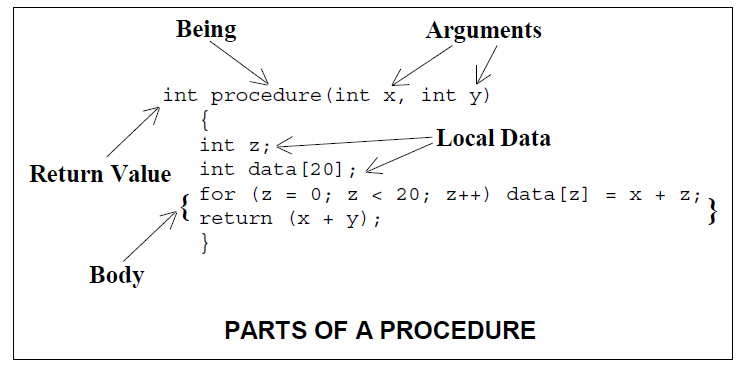 Being
Arguments
int procedure(int x, int y)
{
int z;
Local Data
Return Value
int data[20];
for (z = 0; z < 20; z++) data[z] = x + z;
{
}
return (x + y);
}
Body
PARTS OF A PROCEDURE